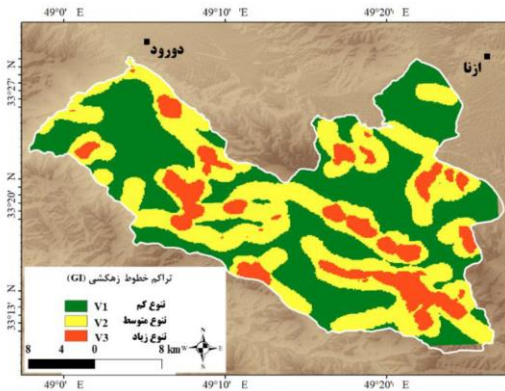 49°0' E 49°10' E 49°20' E
دورود
ازنا
33°27' N
33°20' N
33°13' N
تراکم خطوط زهکشی (GI)
V1 تنوع کم
V2 تنوع متوسط
V3 تنوع زیاد
8 4 0 8 km
N
W E
S
49°0' E 49°10' E 49°20' E